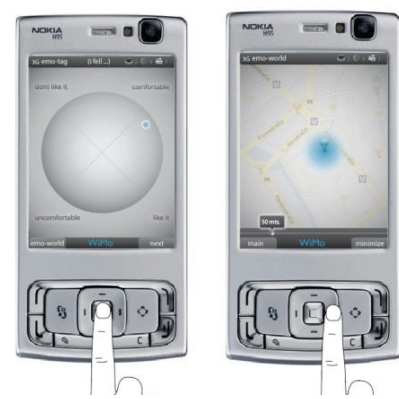 NOKIA
N95
3G emo-tag (i fell ...)
dont like it comfortable
uncomfortable like it
emo-world WiMo next
C
NOKIA
N95
3G emo-world
50 mts.
main WiMo minimize
C